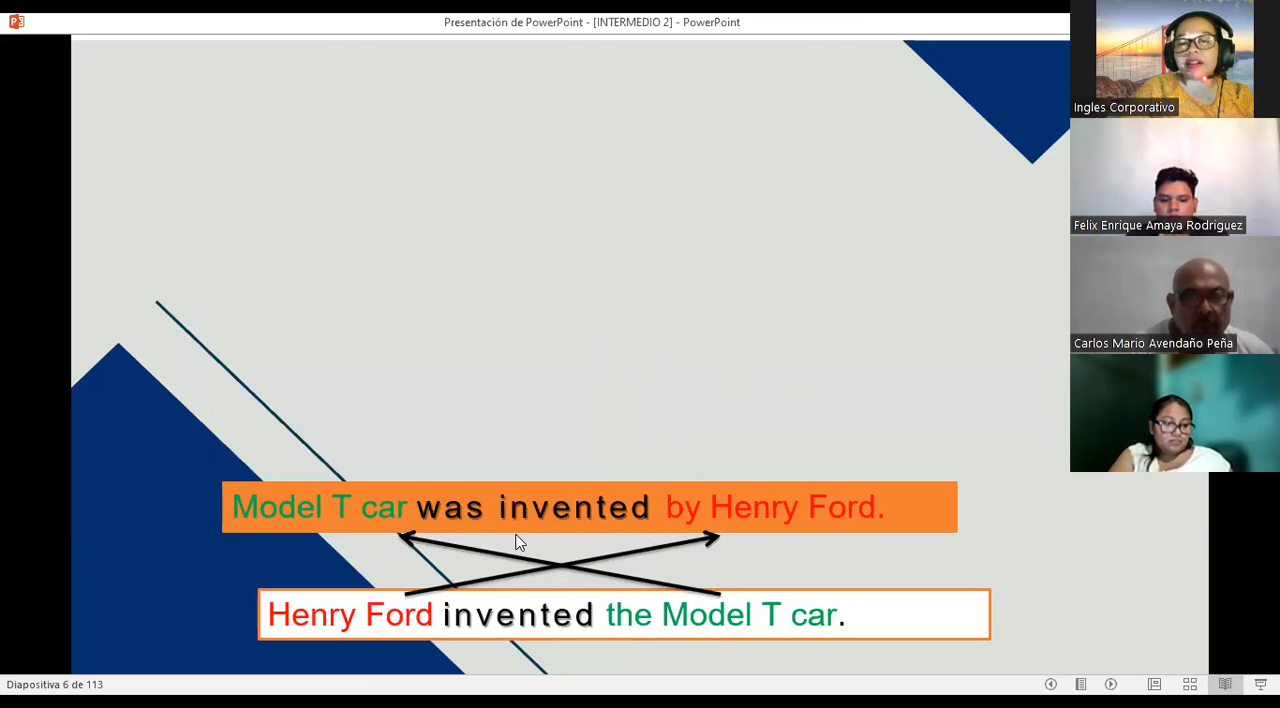 Presentación de PowerPoint - [INTERMEDIO 2] - PowerPoint
Ingles Corporativo
Felix Enrique Amaya Rodriguez
Carlos Mario Avendaño Peña
Model T car was invented by Henry Ford.
Henry Ford invented the Model T car.
Diapositiva 6 de 113